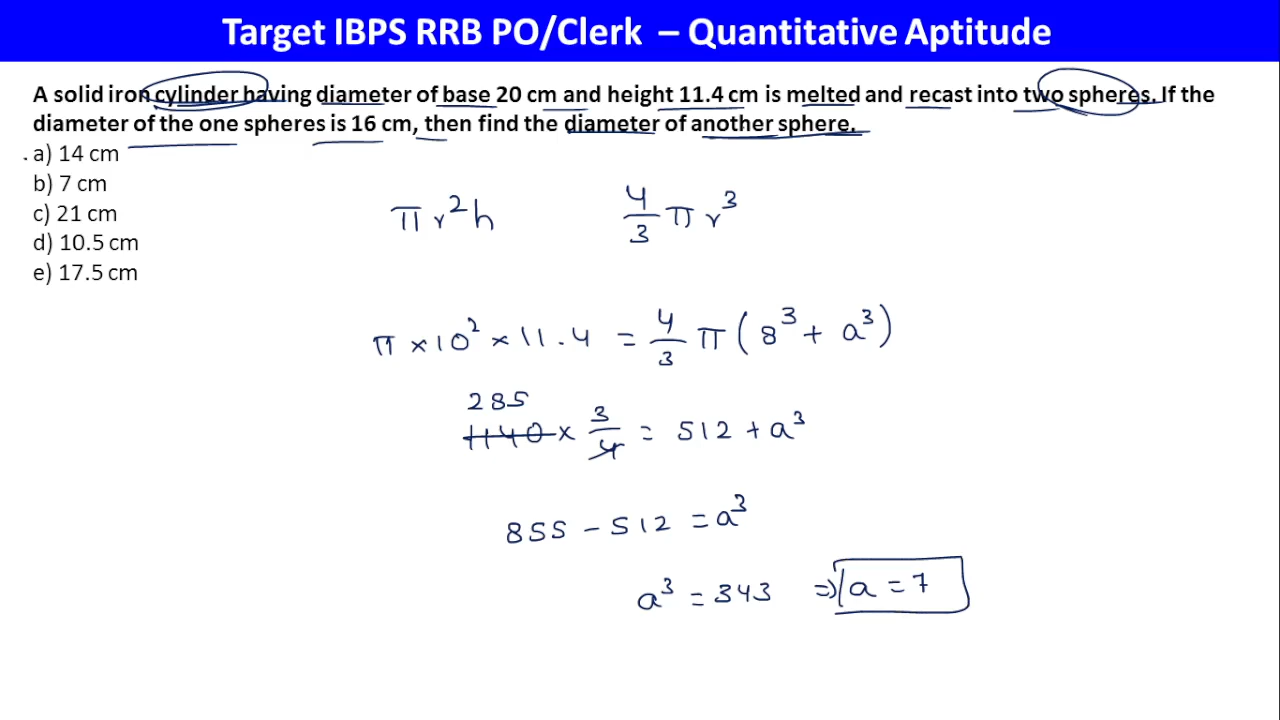 Target IBPS RRB PO/Clerk – Quantitative Aptitude
A solid iron cylinder having diameter of base 20 cm and height 11.4 cm is melted and recast into two spheres. If the
diameter of the one spheres is 16 cm, then find the diameter of another sphere.
a) 14 cm
b) 7 cm
c) 21 cm
d) 10.5 cm
e) 17.5 cm
πr²h 4/3 πr³
π × 10² × 11.4 = 4/3 π (8³ + a³)
285
1140 × 3/4 = 512 + a³
855 – 512 = a³
a³ = 343 ⇒ a = 7